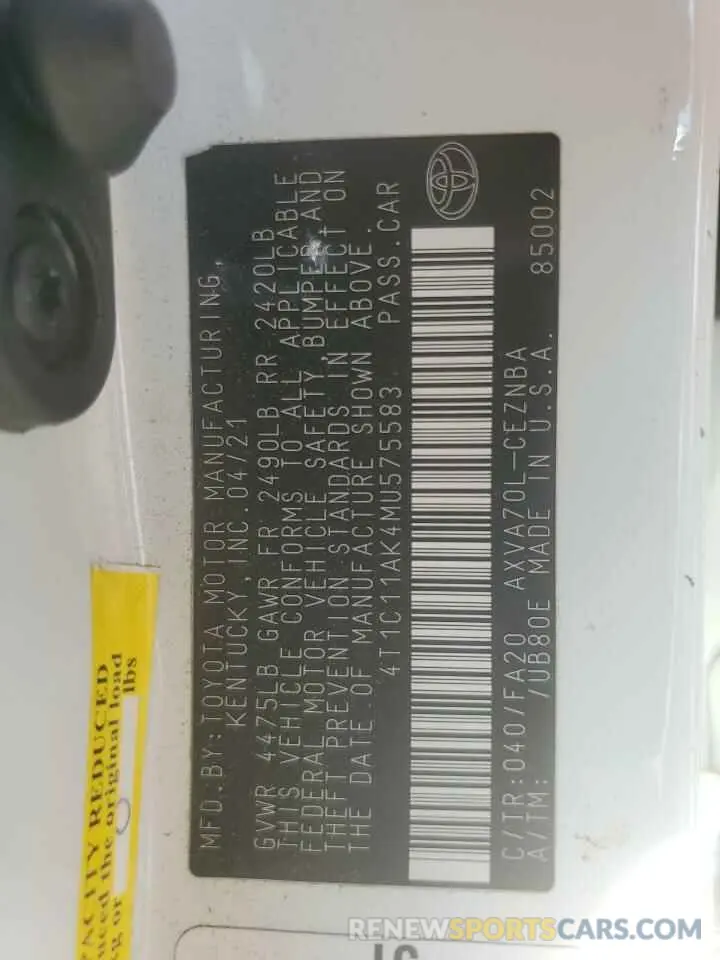 MFD.BY:TOYOTA MOTOR MANUFACTURING,
KENTUCKY,INC.04/21
GVWR 4475LB GAWR FR 2490LB RR 2420LB
THIS VEHICLE CONFORMS TO ALL APPLICABLE
FEDERAL MOTOR VEHICLE SAFETY,BUMPER,AND
THEFT PREVENTION STANDARDS IN EFFECT ON
THE DATE OF MANUFACTURE SHOWN ABOVE.
4T1C11AK4MU575583 PASS.CAR
C/TR:040/FA20 AXVA70L-CEZNBA
A/TM: /UB80E MADE IN U.S.A. 85002
ACITY REDUCED
the original load
g or lbs
RENEWSPORTSCARS.COM